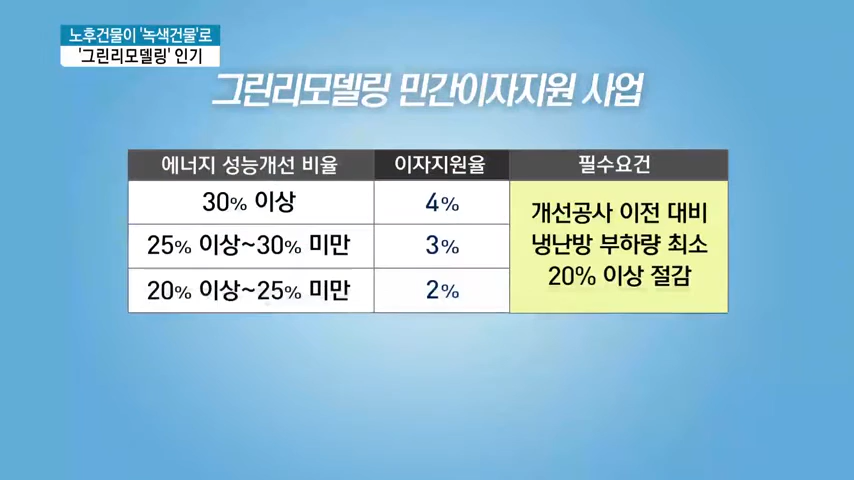 노후건물이 '녹색건물'로
'그린리모델링' 인기
그린리모델링 민간이자지원 사업
에너지 성능개선 비율 이자지원율 필수요건
30% 이상 4%
25% 이상~30% 미만 3%
20% 이상~25% 미만 2%
개선공사 이전 대비
냉난방 부하량 최소
20% 이상 절감